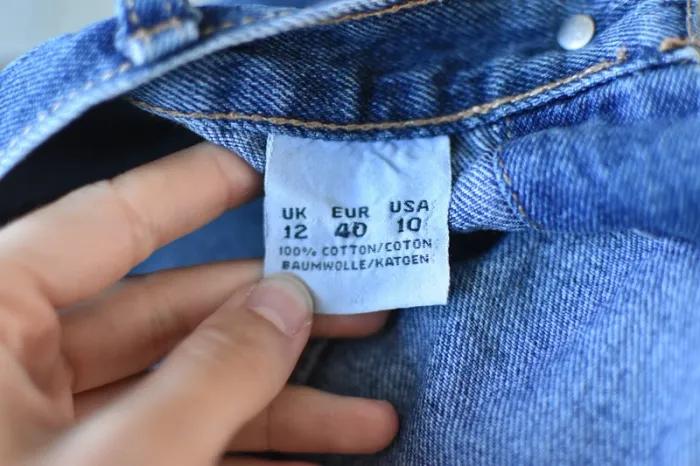 UK EUR USA
12 40 10
100% COTTON/COTON
BAUMWOLLE/KATOEN